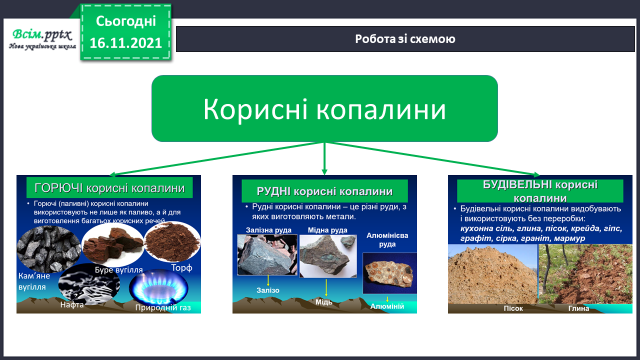 Всім.pptx
Нова українська школа
Сьогодні
16.11.2021
Робота зі схемою
Корисні копалини
ГОРЮЧІ корисні копалини
• Горючі (паливні) корисні копалини
використовують не лише як паливо, а й для
виготовлення багатьох корисних речей
Кам'яне
вугілля
Буре вугілля
Торф
Нафта
Природній газ
РУДНІ корисні копалини
• Рудні корисні копалини – це різні руди, з
яких виготовляють метали.
Залізна руда
Мідна руда
Алюмінієва
руда
Залізо
Мідь
Алюміній
БУДІВЕЛЬНІ корисні
копалини
• Будівельні корисні копалини видобувають
і використовують без переробки:
кухонна сіль, глина, пісок, крейда, гіпс,
графіт, сірка, граніт, мармур
Пісок
Глина